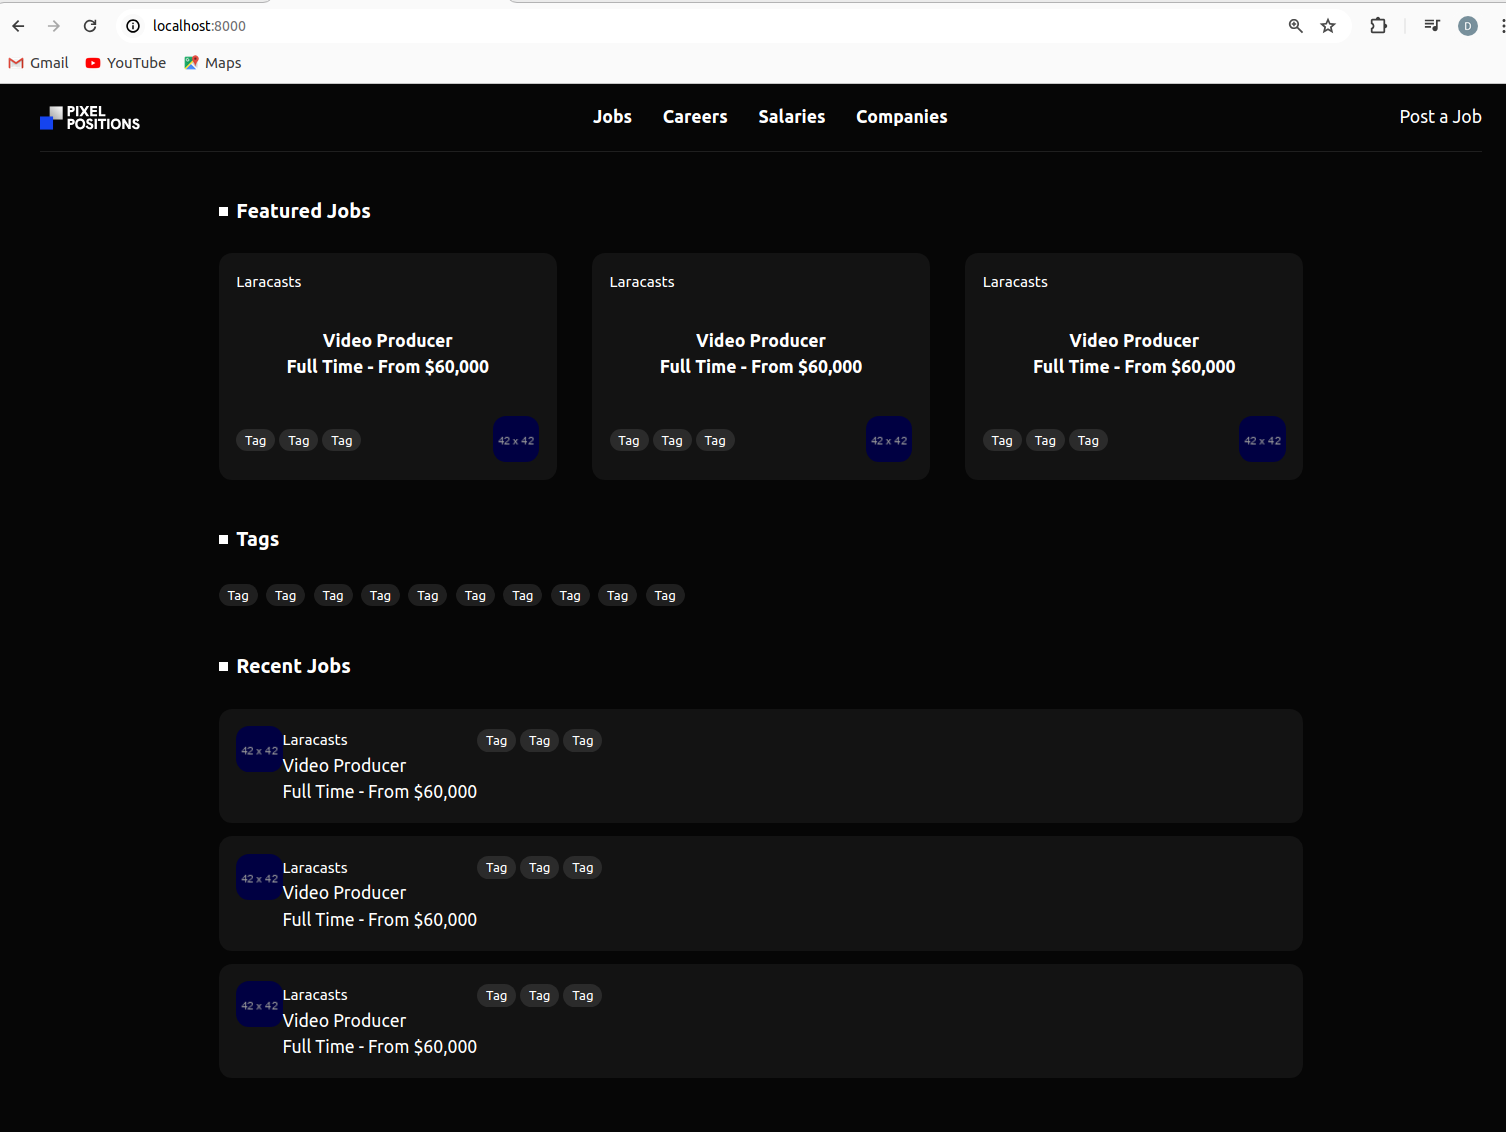 localhost:8000
D
Gmail YouTube Maps
PIXEL
POSITIONS
Jobs Careers Salaries Companies
Post a Job
Featured Jobs
Laracasts
Video Producer
Full Time - From $60,000
Tag Tag Tag
42 x 42
Laracasts
Video Producer
Full Time - From $60,000
Tag Tag Tag
42 x 42
Laracasts
Video Producer
Full Time - From $60,000
Tag Tag Tag
42 x 42
Tags
Tag Tag Tag Tag Tag Tag Tag Tag Tag Tag
Recent Jobs
42 x 42
Laracasts
Video Producer
Full Time - From $60,000
Tag Tag Tag
42 x 42
Laracasts
Video Producer
Full Time - From $60,000
Tag Tag Tag
42 x 42
Laracasts
Video Producer
Full Time - From $60,000
Tag Tag Tag